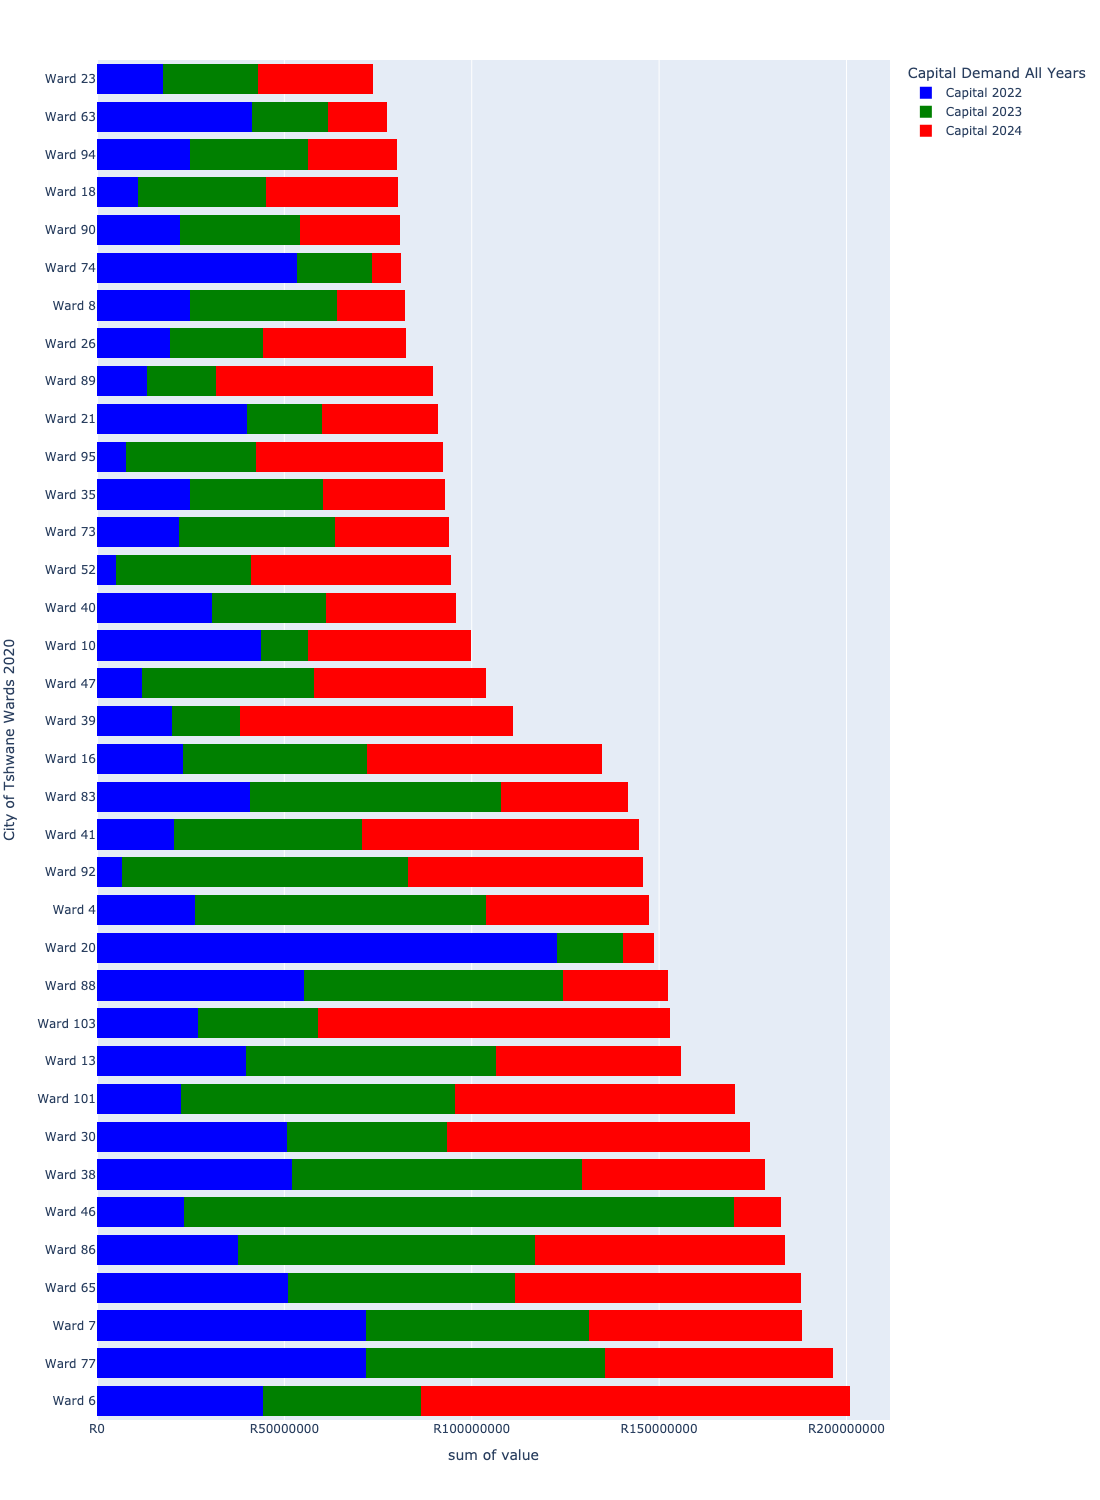 Capital Demand All Years
Capital 2022
Capital 2023
Capital 2024
City of Tshwane Wards 2020
Ward 23
Ward 63
Ward 94
Ward 18
Ward 90
Ward 74
Ward 8
Ward 26
Ward 89
Ward 21
Ward 95
Ward 35
Ward 73
Ward 52
Ward 40
Ward 10
Ward 47
Ward 39
Ward 16
Ward 83
Ward 41
Ward 92
Ward 4
Ward 20
Ward 88
Ward 103
Ward 13
Ward 101
Ward 30
Ward 38
Ward 46
Ward 86
Ward 65
Ward 7
Ward 77
Ward 6
R0 R50000000 R100000000 R150000000 R200000000
sum of value